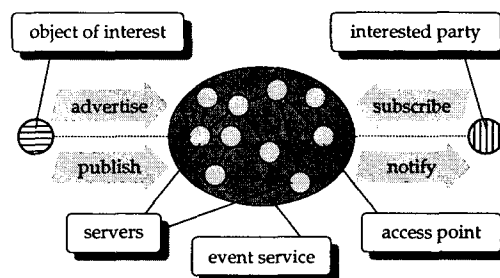 object of interest
interested party
advertise
subscribe
publish
notify
servers
event service
access point